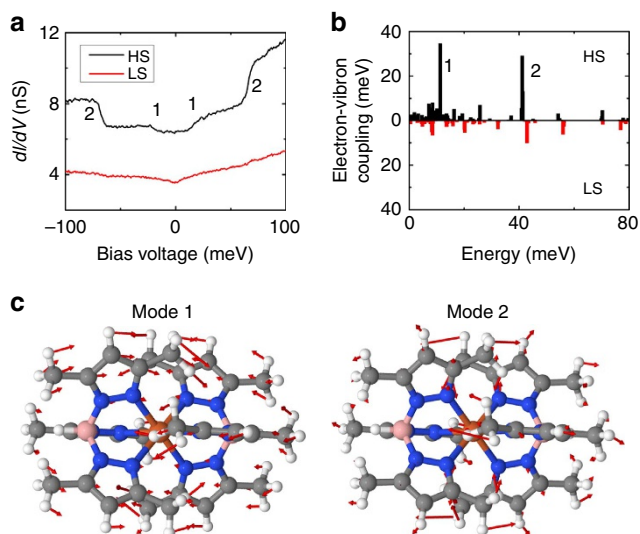 a
12
HS
LS
8
4
dI/dV (nS)
2
1
1
2
–100
0
100
Bias voltage (meV)
b
40
20
0
20
40
Electron-vibron
coupling (meV)
1
2
HS
LS
0
20
40
60
80
Energy (meV)
c
Mode 1
Mode 2